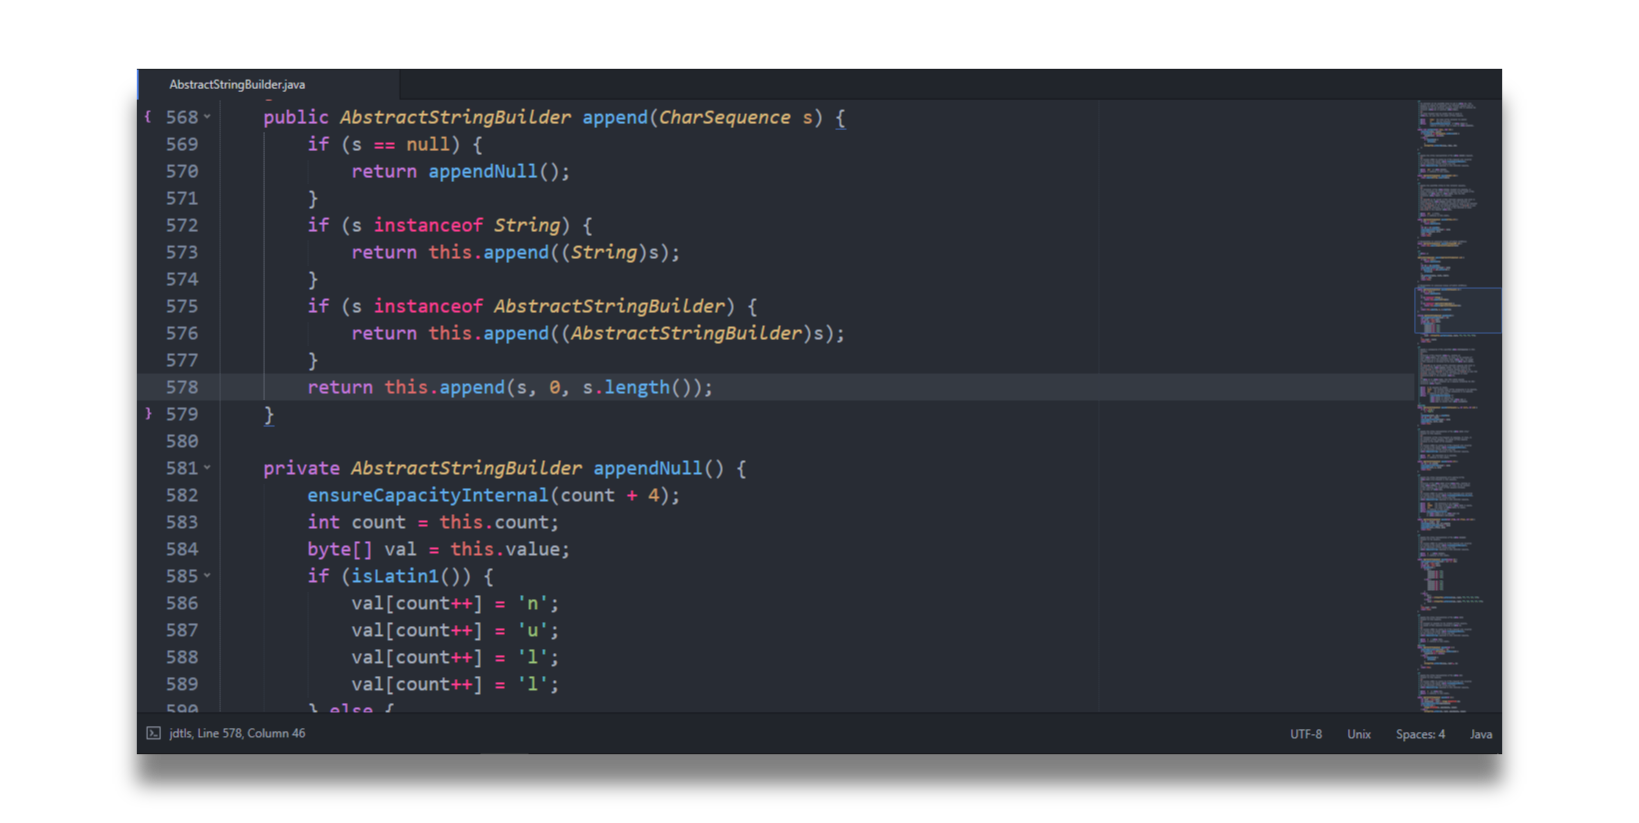 AbstractStringBuilder.java
{ 568 public AbstractStringBuilder append(CharSequence s) {
569 if (s == null) {
570 return appendNull();
571 }
572 if (s instanceof String) {
573 return this.append((String)s);
574 }
575 if (s instanceof AbstractStringBuilder) {
576 return this.append((AbstractStringBuilder)s);
577 }
578 return this.append(s, 0, s.length());
} 579 }
580
581 private AbstractStringBuilder appendNull() {
582 ensureCapacityInternal(count + 4);
583 int count = this.count;
584 byte[] val = this.value;
585 if (isLatin1()) {
586 val[count++] = 'n';
587 val[count++] = 'u';
588 val[count++] = 'l';
589 val[count++] = 'l';
590 } else {
jdtls, Line 578, Column 46 UTF-8 Unix Spaces: 4 Java